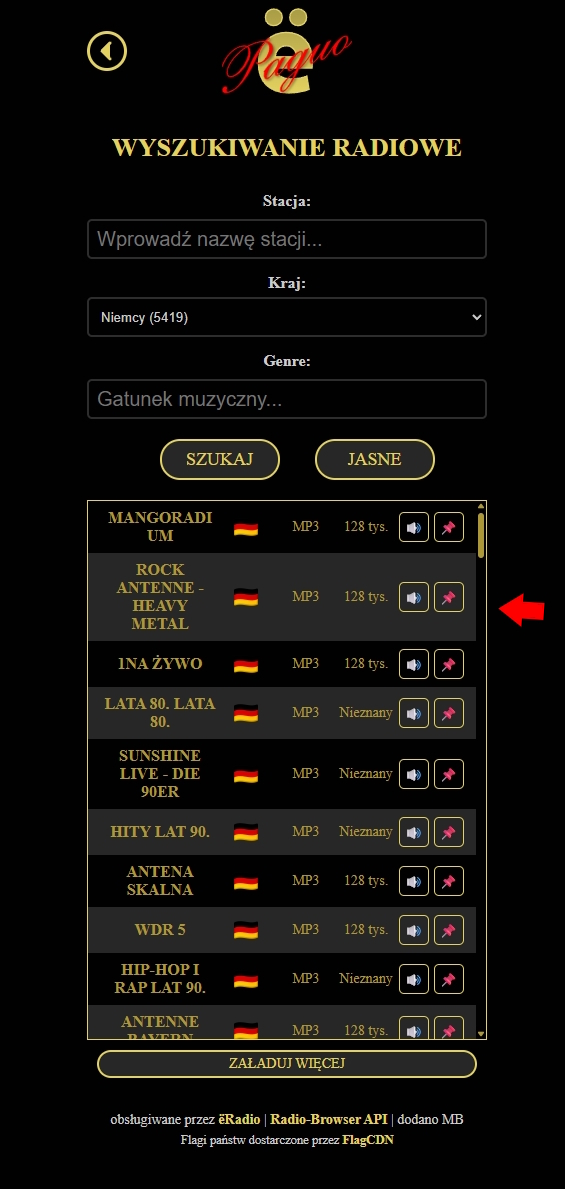 ё
Радио
WYSZUKIWANIE RADIOWE
Stacja:
Wprowadź nazwę stacji...
Kraj:
Niemcy (5419)
Genre:
Gatunek muzyczny...
SZUKAJ JASNE
MANGORADI
UM
MP3 128 tys.
ROCK
ANTENNE -
HEAVY
METAL
MP3 128 tys.
1NA ŻYWO MP3 128 tys.
LATA 80. LATA
80.
MP3 Nieznany
SUNSHINE
LIVE - DIE
90ER
MP3 Nieznany
HITY LAT 90. MP3 Nieznany
ANTENA
SKALNA
MP3 128 tys.
WDR 5 MP3 128 tys.
HIP-HOP I
RAP LAT 90.
MP3 Nieznany
ANTENNE
BAYERN
MP3 128 tys.
ZAŁADUJ WIĘCEJ
obsługiwane przez ëRadio | Radio-Browser API | dodano MB
Flagi państw dostarczone przez FlagCDN